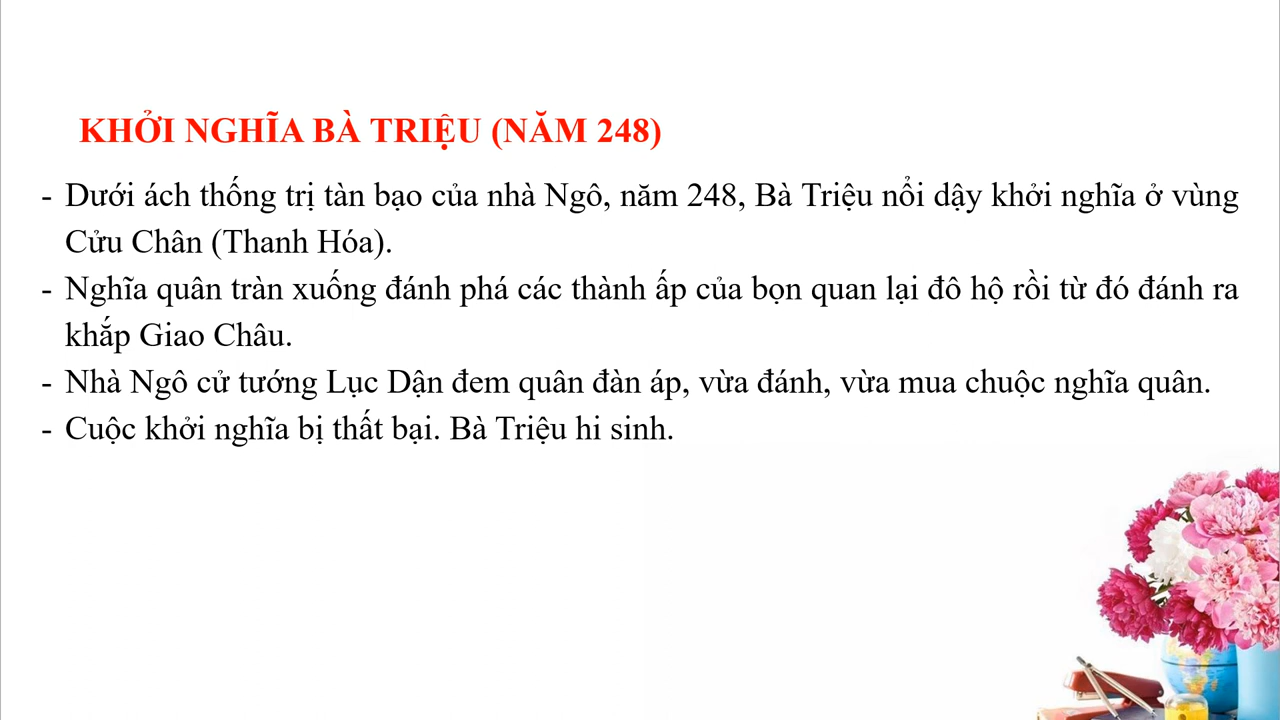 KHỞI NGHĨA BÀ TRIỆU (NĂM 248)
- Dưới ách thống trị tàn bạo của nhà Ngô, năm 248, Bà Triệu nổi dậy khởi nghĩa ở vùng
Cửu Chân (Thanh Hóa).
- Nghĩa quân tràn xuống đánh phá các thành ấp của bọn quan lại đô hộ rồi từ đó đánh ra
khắp Giao Châu.
- Nhà Ngô cử tướng Lục Dận đem quân đàn áp, vừa đánh, vừa mua chuộc nghĩa quân.
- Cuộc khởi nghĩa bị thất bại. Bà Triệu hi sinh.